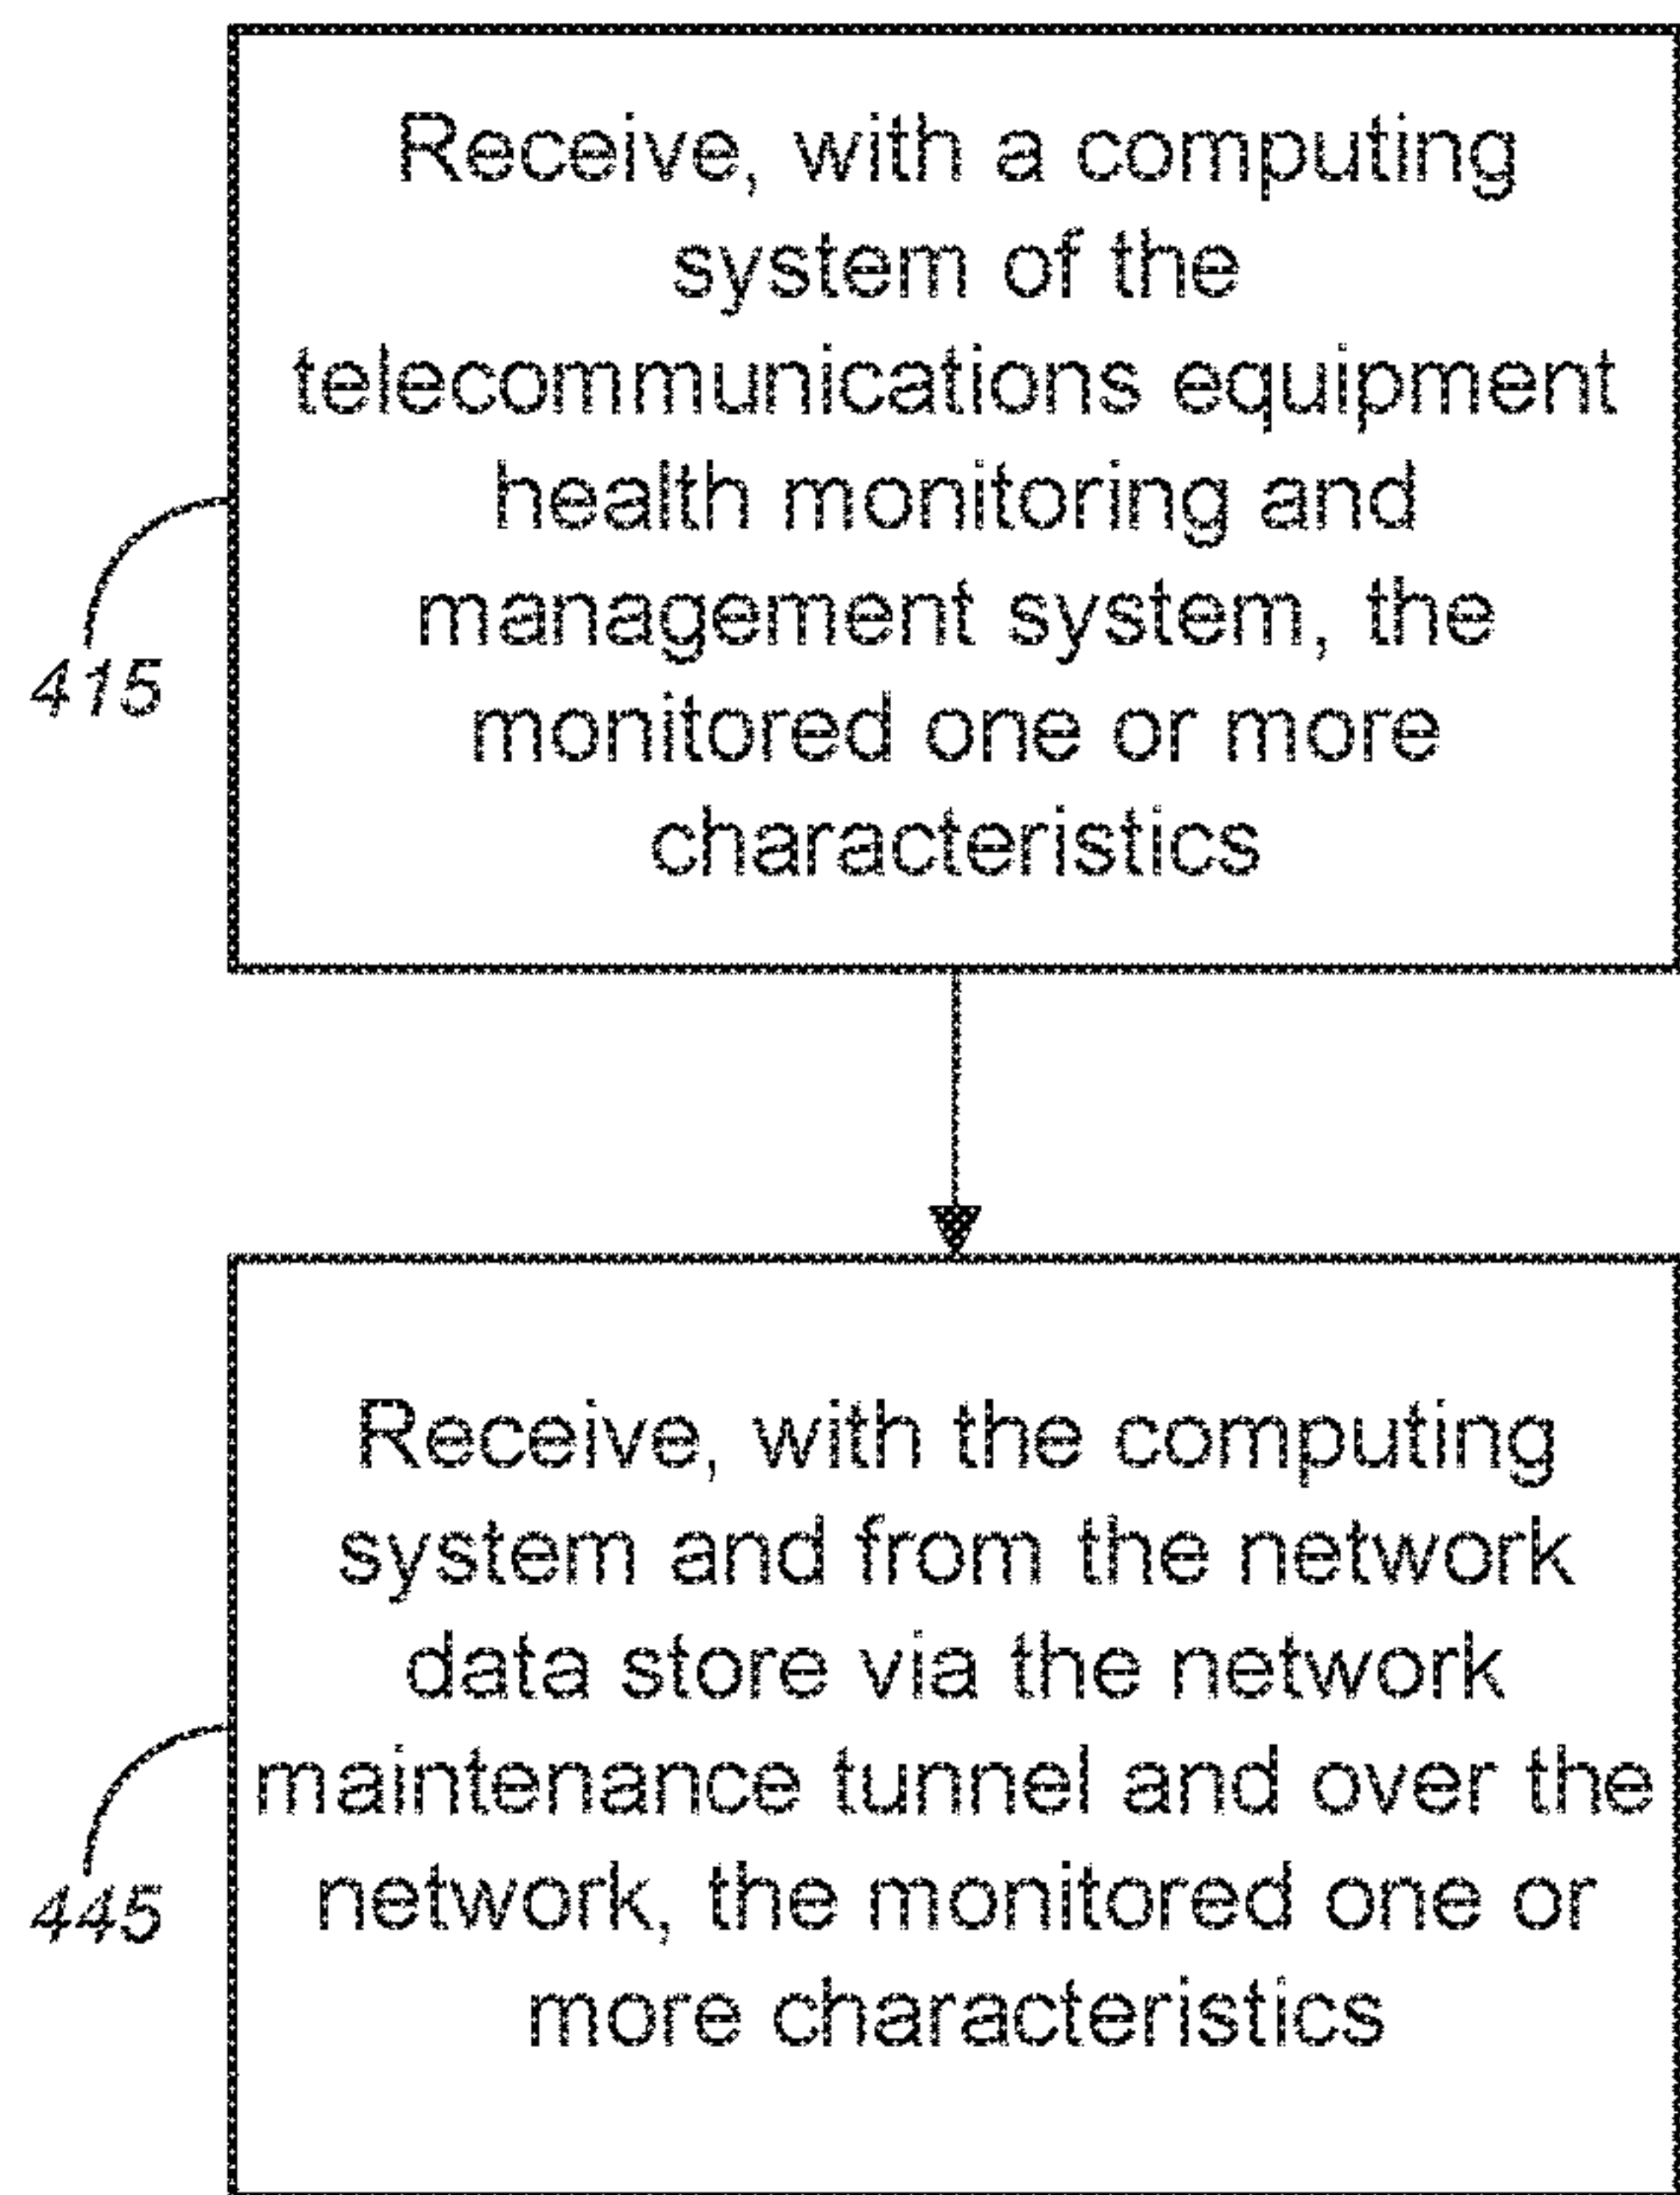 Receive, with a computing
system of the
telecommunications equipment
health monitoring and
management system, the
monitored one or more
characteristics
415
Receive, with the computing
system and from the network
data store via the network
maintenance tunnel and over the
network, the monitored one or
more characteristics
445